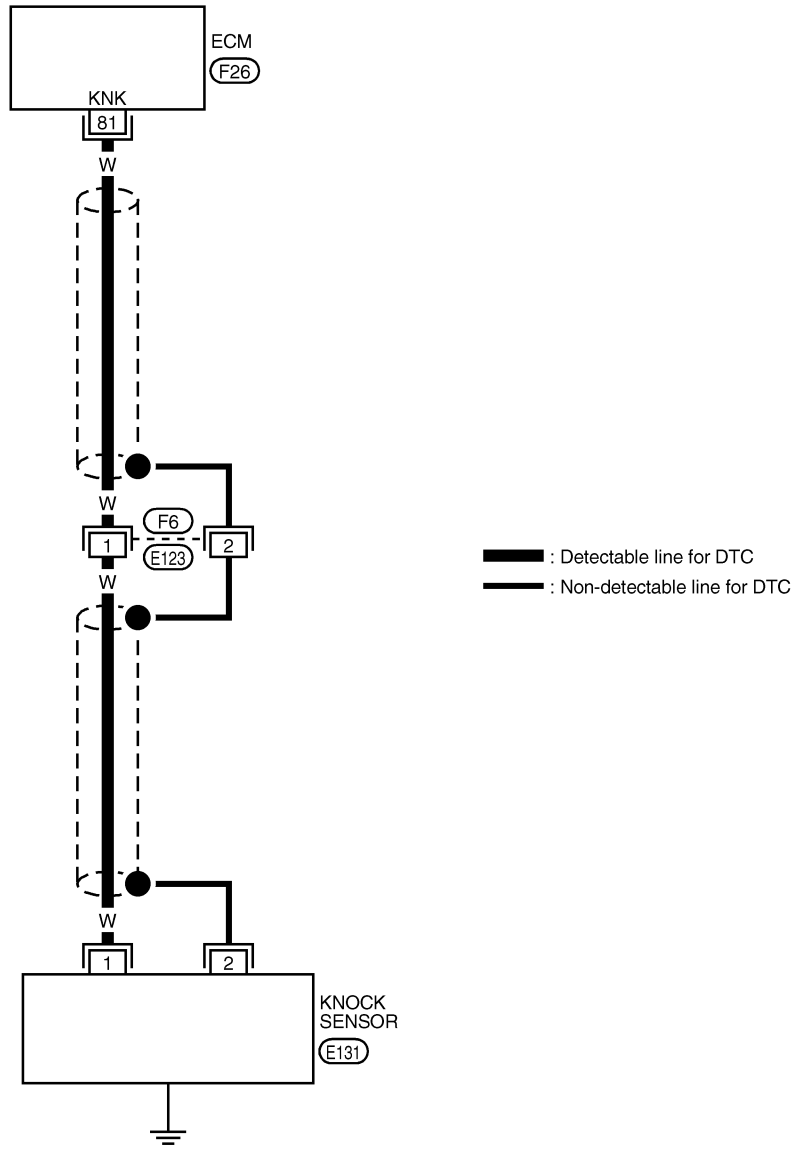 ECM
F26
KNK
81
W
W
F6
1
2
E123
W
: Detectable line for DTC
: Non-detectable line for DTC
W
1
2
KNOCK
SENSOR
E131